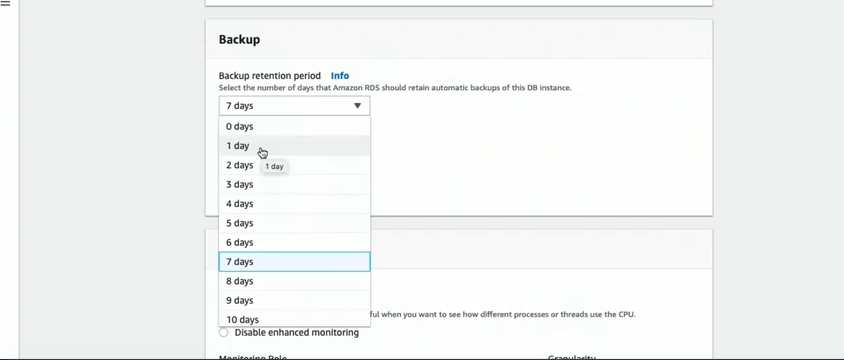 Backup
Backup retention period Info
Select the number of days that Amazon RDS should retain automatic backups of this DB instance.
7 days
0 days
1 day
2 days
1 day
3 days
4 days
5 days
6 days
7 days
8 days
9 days
10 days
ful when you want to see how different processes or threads use the CPU.
Disable enhanced monitoring
Monitoring Role Granularity